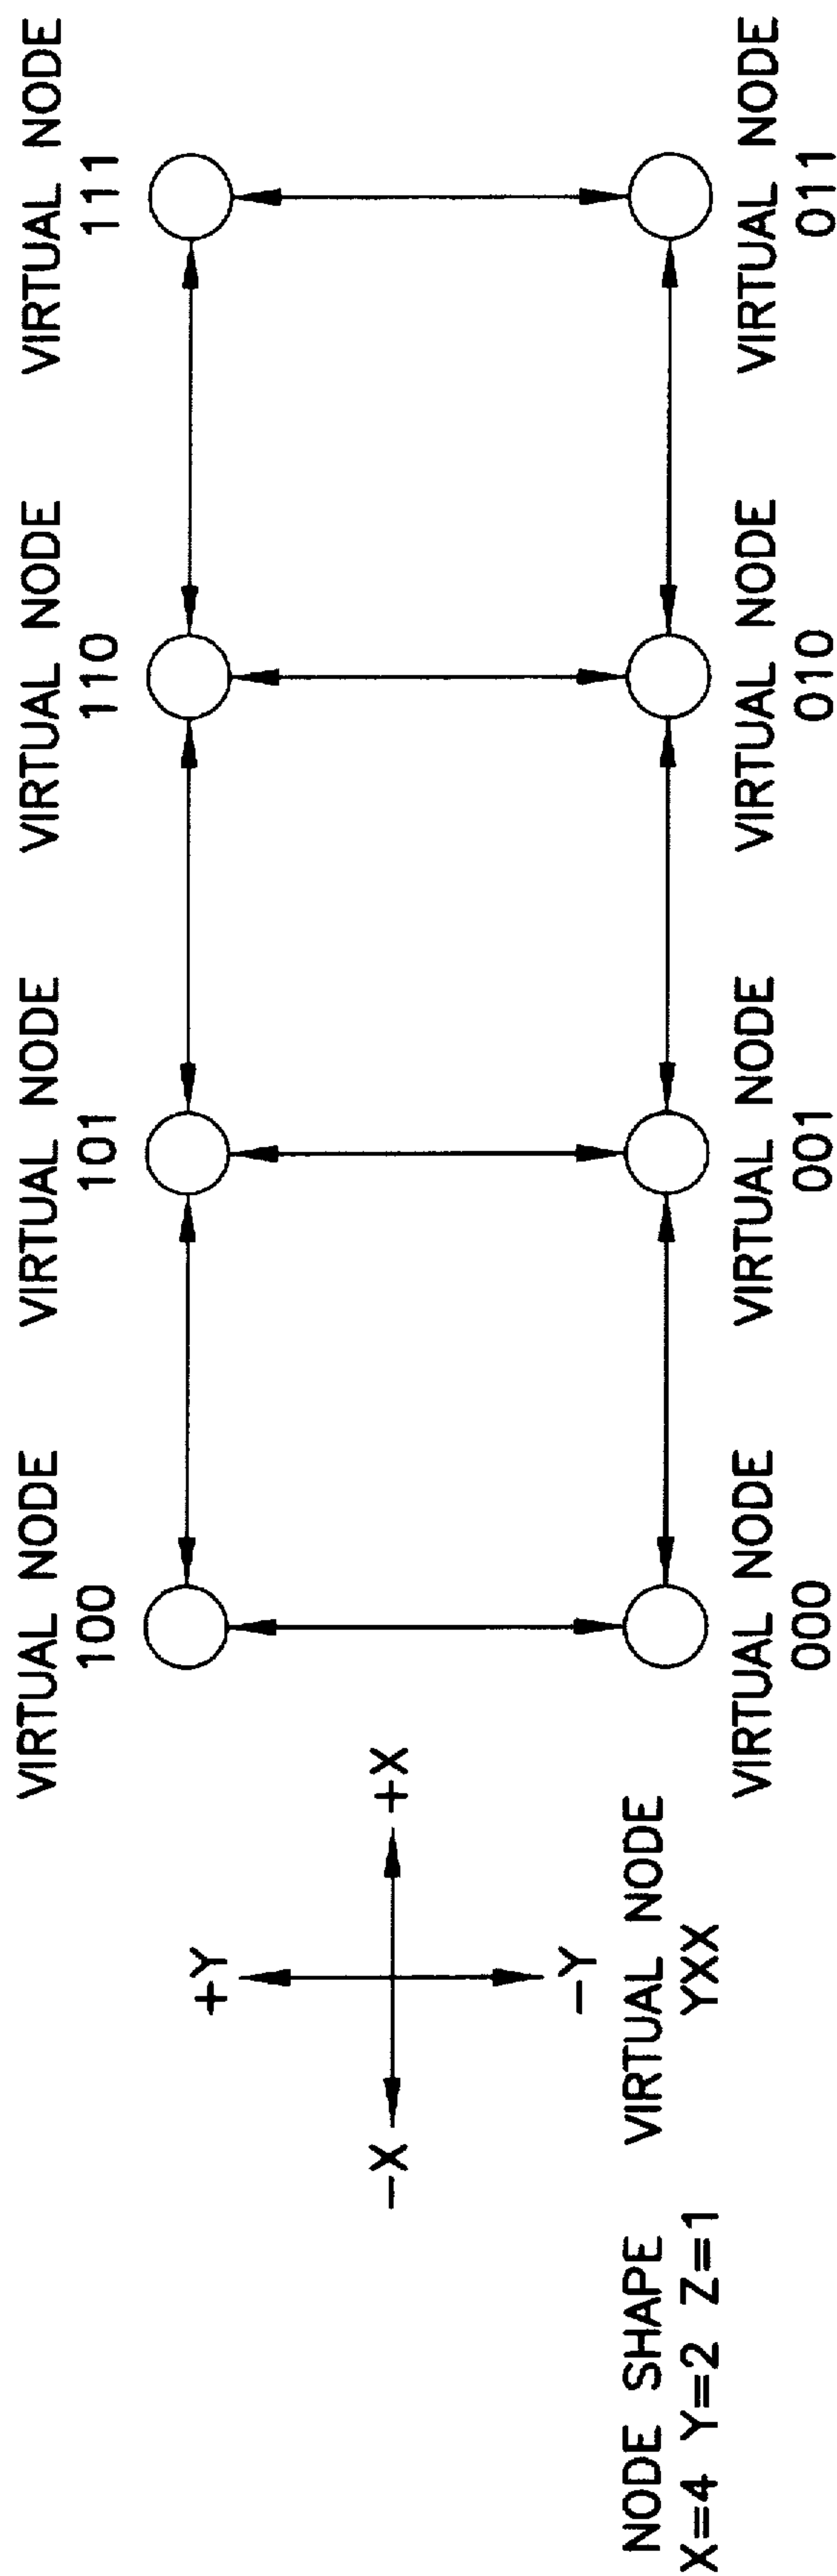 VIRTUAL NODE
100
VIRTUAL NODE
101
VIRTUAL NODE
110
VIRTUAL NODE
111
+Y
-X
+X
-Y
NODE SHAPE
X=4 Y=2 Z=1
VIRTUAL NODE
YXX
VIRTUAL NODE
000
VIRTUAL NODE
001
VIRTUAL NODE
010
VIRTUAL NODE
011